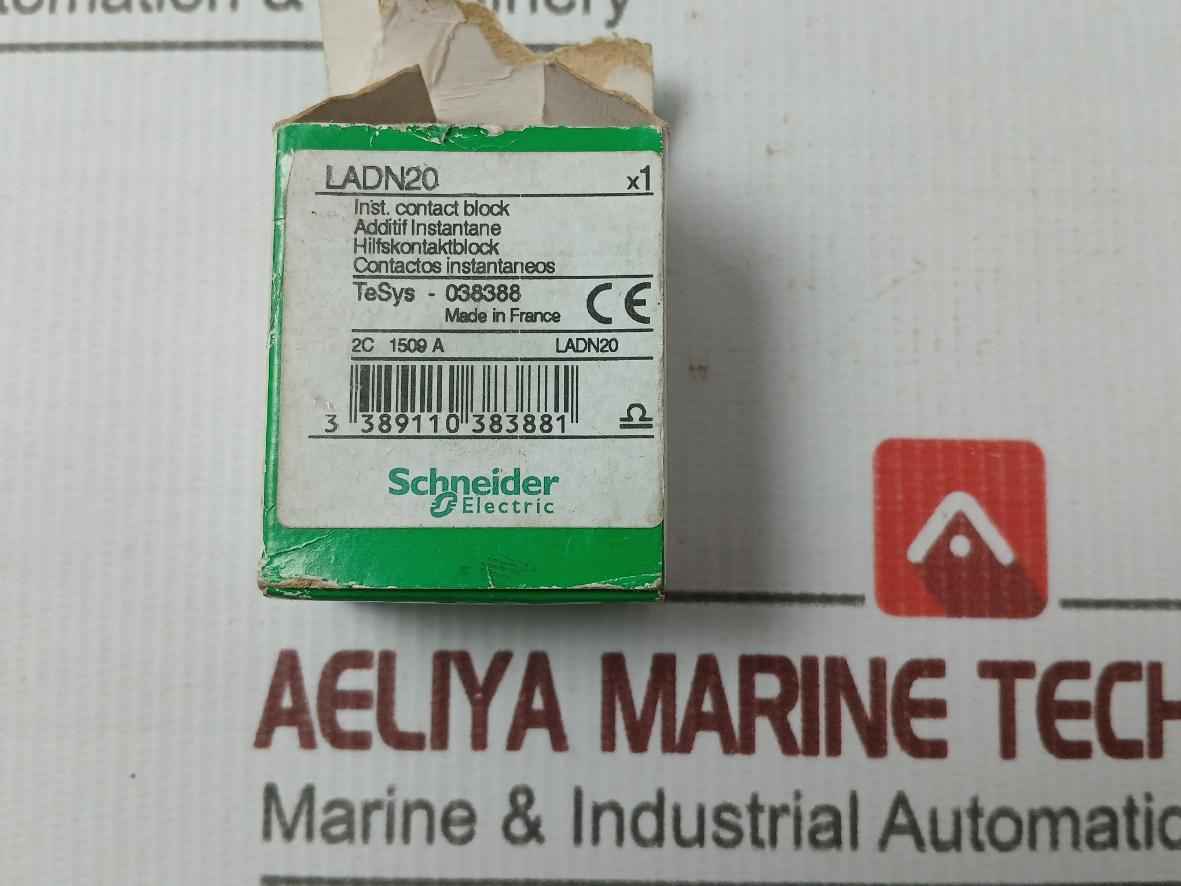 & 
LADN20 x1
Inst. contact block
Additif Instantane
Hilfskontaktblock
Contactos instantaneos
TeSys - 038388
Made in France CE
2C 1509 A LADN20
3 389110 383881
Schneider
Electric
AELIYA MARINE TECH
Marine & Industrial Automatic